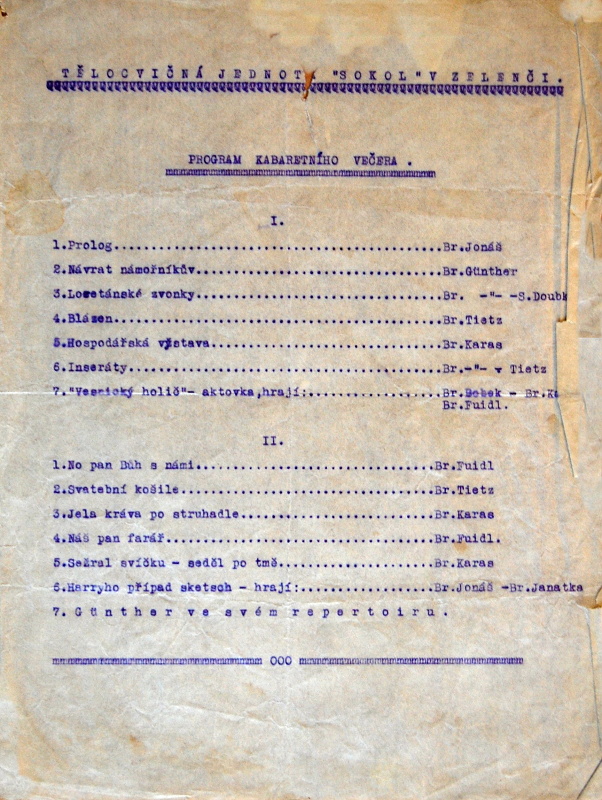 TĚLOCVIČNÁ JEDNOTA "SOKOL" V ZELENČI.
PROGRAM KABARETNÍHO VEČERA .
I.
1.Prolog..........................................Br.Jonáš
2.Návrat námořníkův...............................Br.Günther
3.Loretánské zvonky...............................Br. -"- -S.Doubk
4.Blázen..........................................Br.Tietz
5.Hospodářská výstava.............................Br.Karas
6.Inseráty........................................Br.-"- v Tietz
7."Vesnický holič"- aktovka,hrají:................Br.Bobek - Br.Ka
Br.Fuidl.
II.
1.No pan Bůh s námi...............................Br.Fuidl
2.Svatební košile.................................Br.Tietz
3.Jela kráva po struhadle.........................Br.Karas
4.Náš pan farář...................................Br.Fuidl.
5.Sežral svíčku - seděl po tmě....................Br.Karas
6.Harryho případ sketsch - hrají:.................Br.Jonáš -Br.Janatka
7. Günther ve svém repertoiru.
000